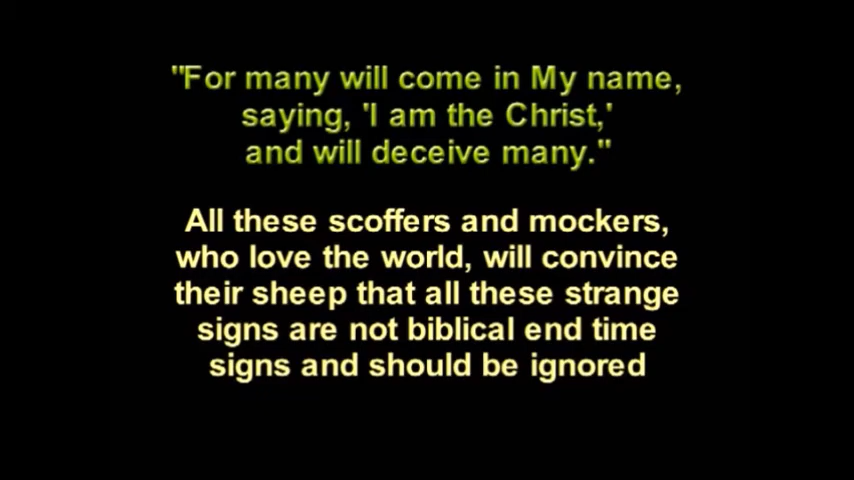 "For many will come in My name,
saying, 'I am the Christ,'
and will deceive many."
All these scoffers and mockers,
who love the world, will convince
their sheep that all these strange
signs are not biblical end time
signs and should be ignored